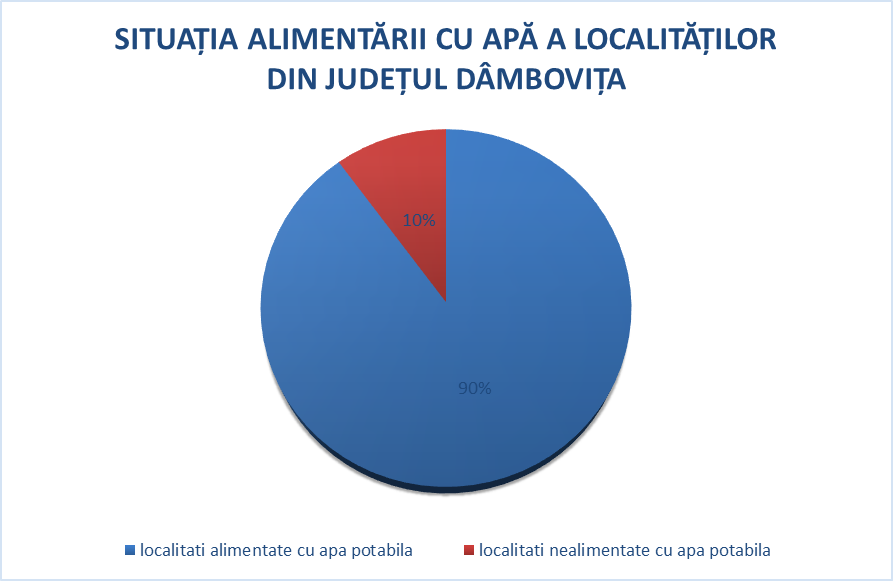 SITUAȚIA ALIMENTĂRII CU APĂ A LOCALITĂȚILOR
DIN JUDEȚUL DÂMBOVIȚA
10%
90%
localitati alimentate cu apa potabila
localitati nealimentate cu apa potabila